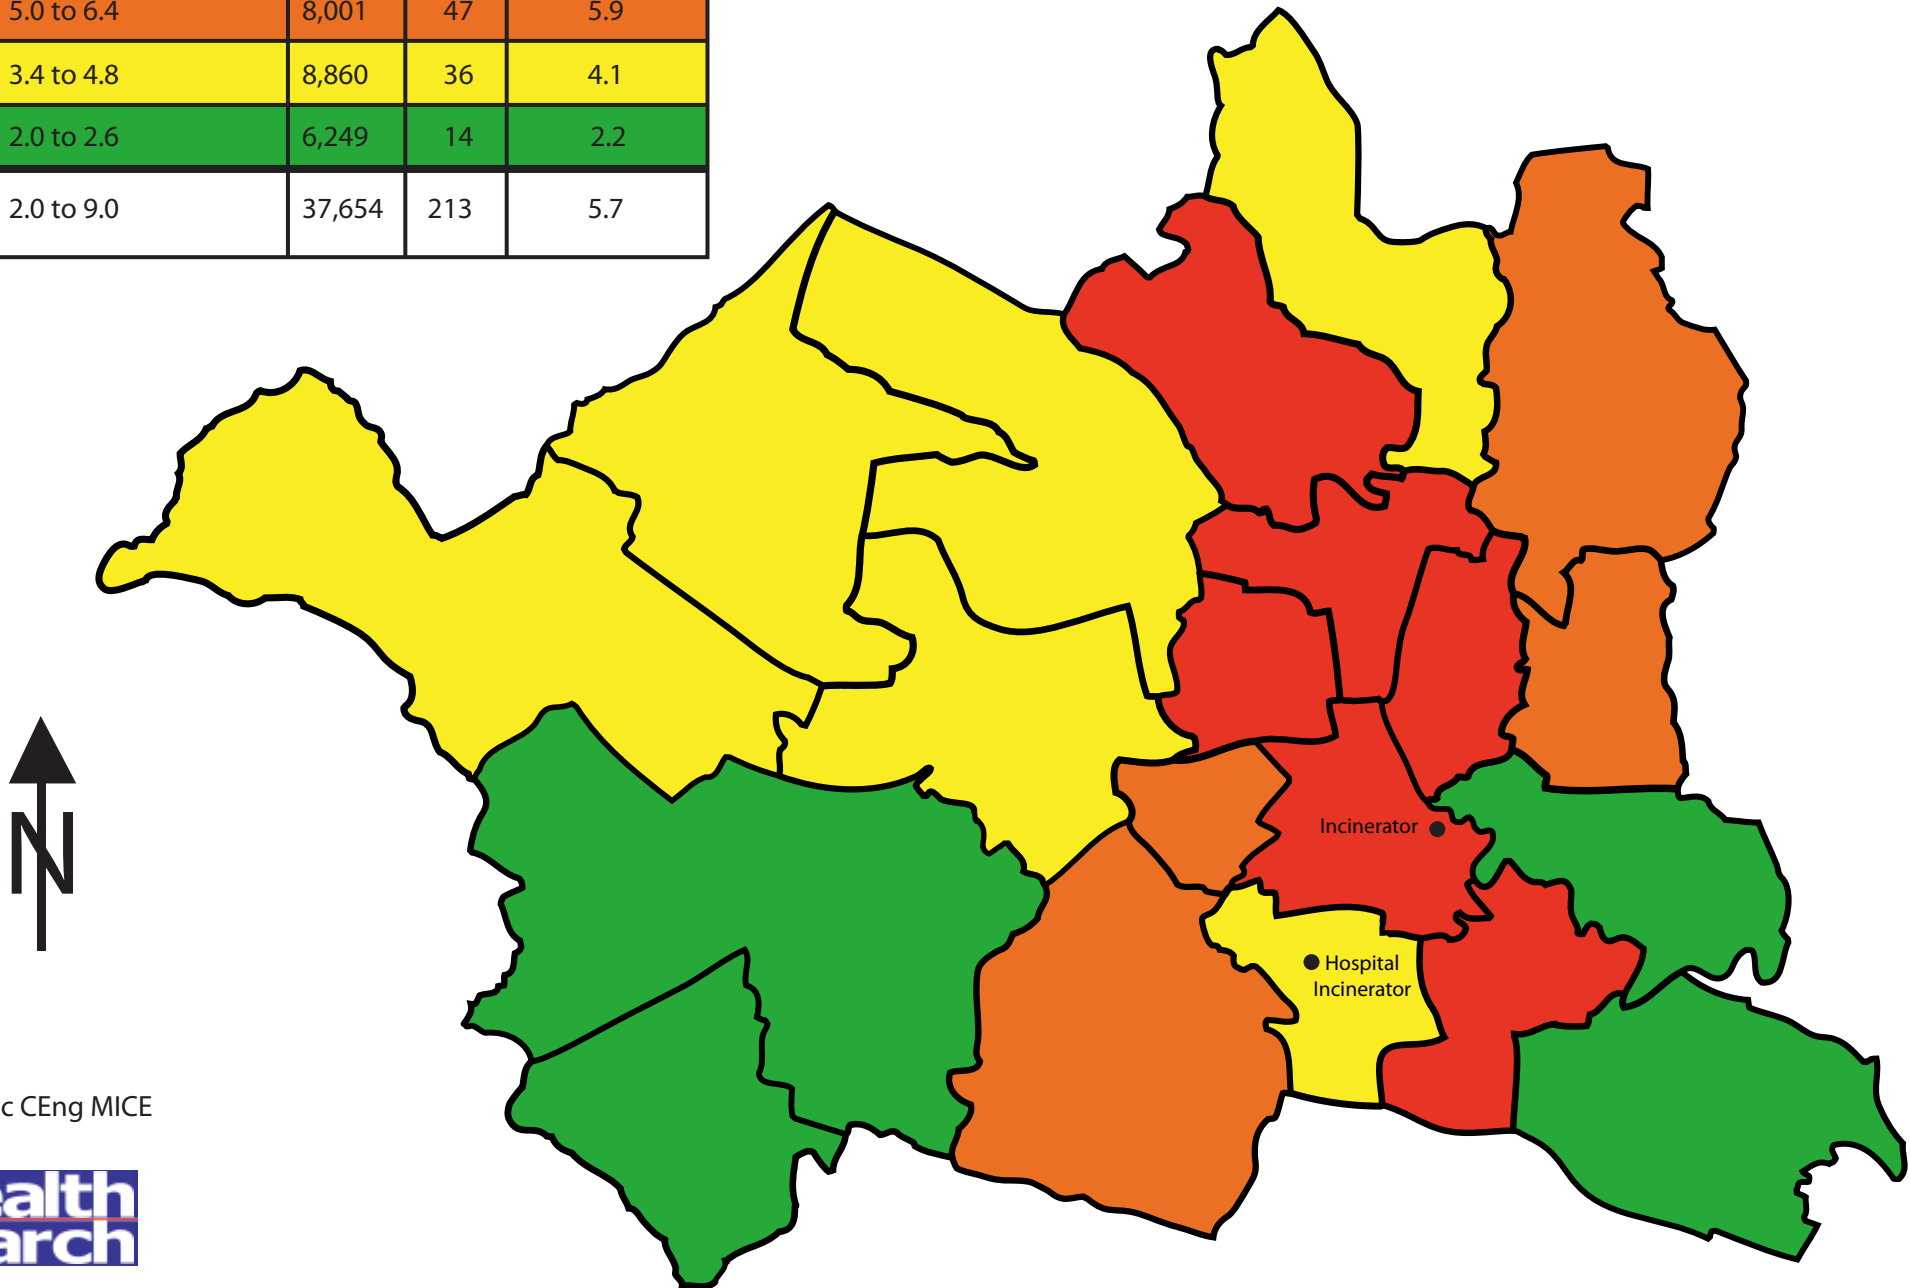 5.0 to 6.4 8,001 47 5.9
3.4 to 4.8 8,860 36 4.1
2.0 to 2.6 6,249 14 2.2
2.0 to 9.0 37,654 213 5.7
Incinerator
Hospital
Incinerator
N
c CEng MICE
ealth
arch